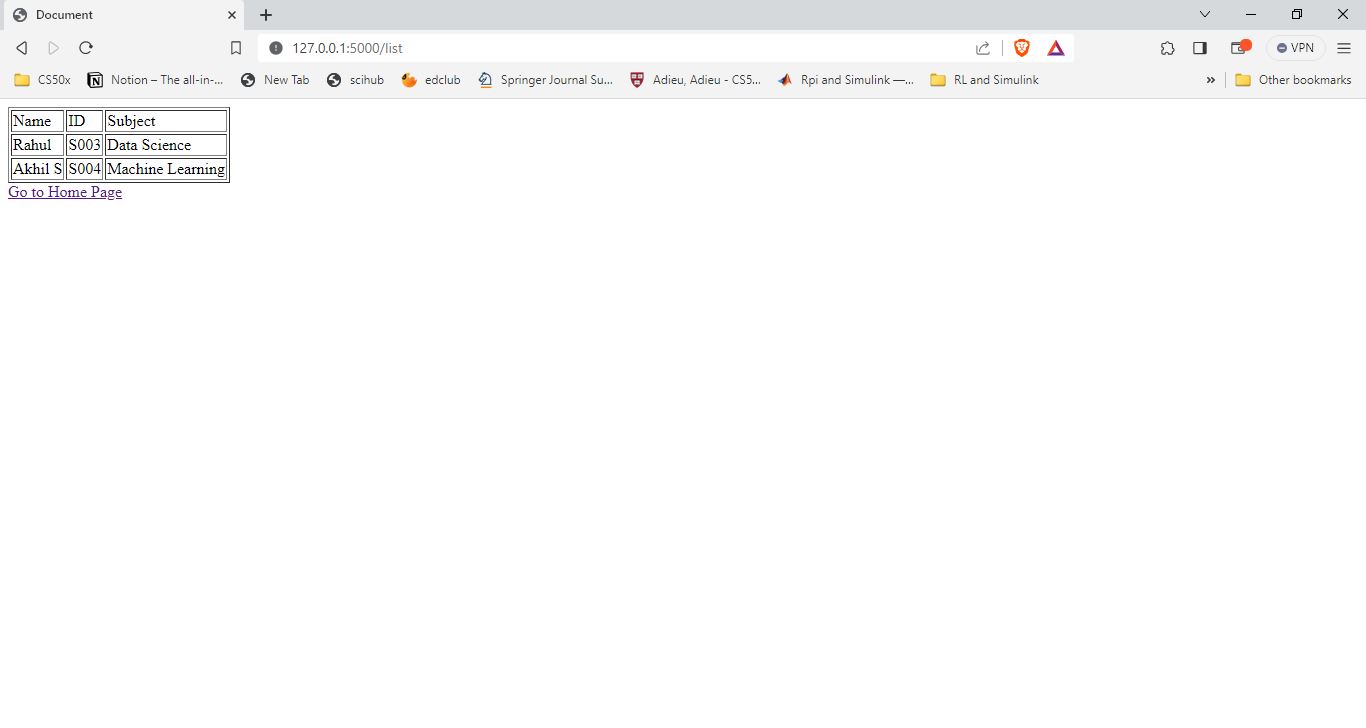 Document
127.0.0.1:5000/list
VPN
CS50x Notion – The all-in-... New Tab scihub edclub Springer Journal Su... Adieu, Adieu - CS5... Rpi and Simulink —... RL and Simulink » Other bookmarks
Name ID Subject
Rahul S003 Data Science
Akhil S S004 Machine Learning
Go to Home Page